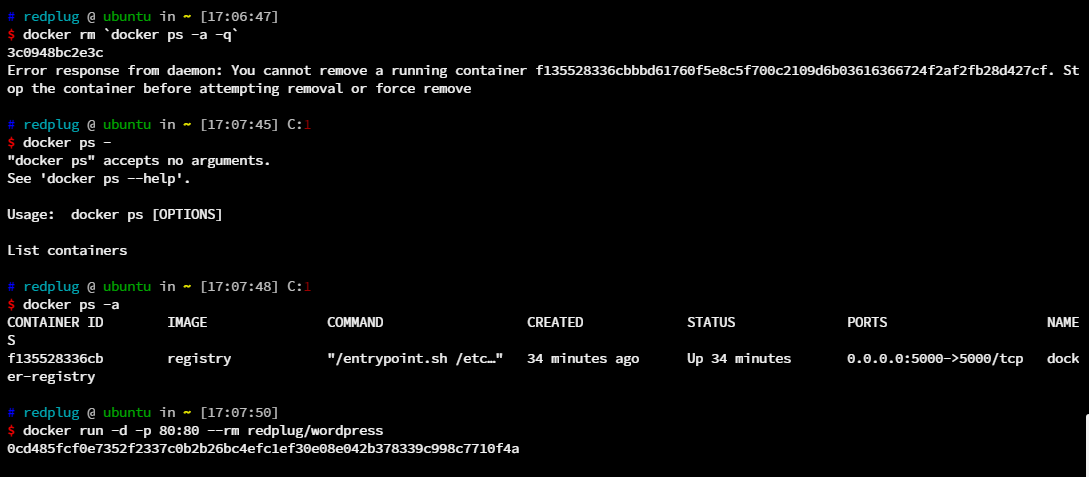 # redplug @ ubuntu in ~ [17:06:47]
$ docker rm `docker ps -a -q`
3c0948bc2e3c
Error response from daemon: You cannot remove a running container f135528336cbbbd61760f5e8c5f700c2109d6b03616366724f2af2fb28d427cf. St
op the container before attempting removal or force remove
# redplug @ ubuntu in ~ [17:07:45] C:1
$ docker ps -
"docker ps" accepts no arguments.
See 'docker ps --help'.
Usage:  docker ps [OPTIONS]
List containers
# redplug @ ubuntu in ~ [17:07:48] C:1
$ docker ps -a
CONTAINER ID        IMAGE               COMMAND                  CREATED             STATUS              PORTS                    NAME
S
f135528336cb        registry            "/entrypoint.sh /etc…"   34 minutes ago      Up 34 minutes       0.0.0.0:5000->5000/tcp   dock
er-registry
# redplug @ ubuntu in ~ [17:07:50]
$ docker run -d -p 80:80 --rm redplug/wordpress
0cd485fcf0e7352f2337c0b2b26bc4efc1ef30e08e042b378339c998c7710f4a